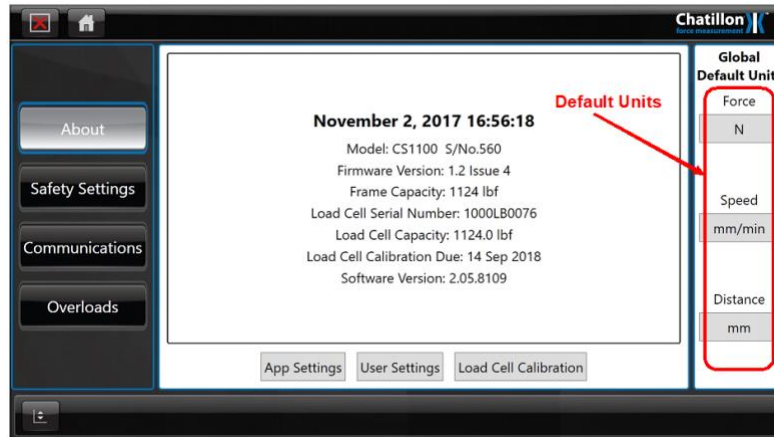 Chatillon
force measurement
About
Safety Settings
Communications
Overloads
November 2, 2017 16:56:18
Model: CS1100 S/No.560
Firmware Version: 1.2 Issue 4
Frame Capacity: 1124 lbf
Load Cell Serial Number: 1000LB0076
Load Cell Capacity: 1124.0 lbf
Load Cell Calibration Due: 14 Sep 2018
Software Version: 2.05.8109
App Settings
User Settings
Load Cell Calibration
Default Units
Global
Default Unit
Force
N
Speed
mm/min
Distance
mm